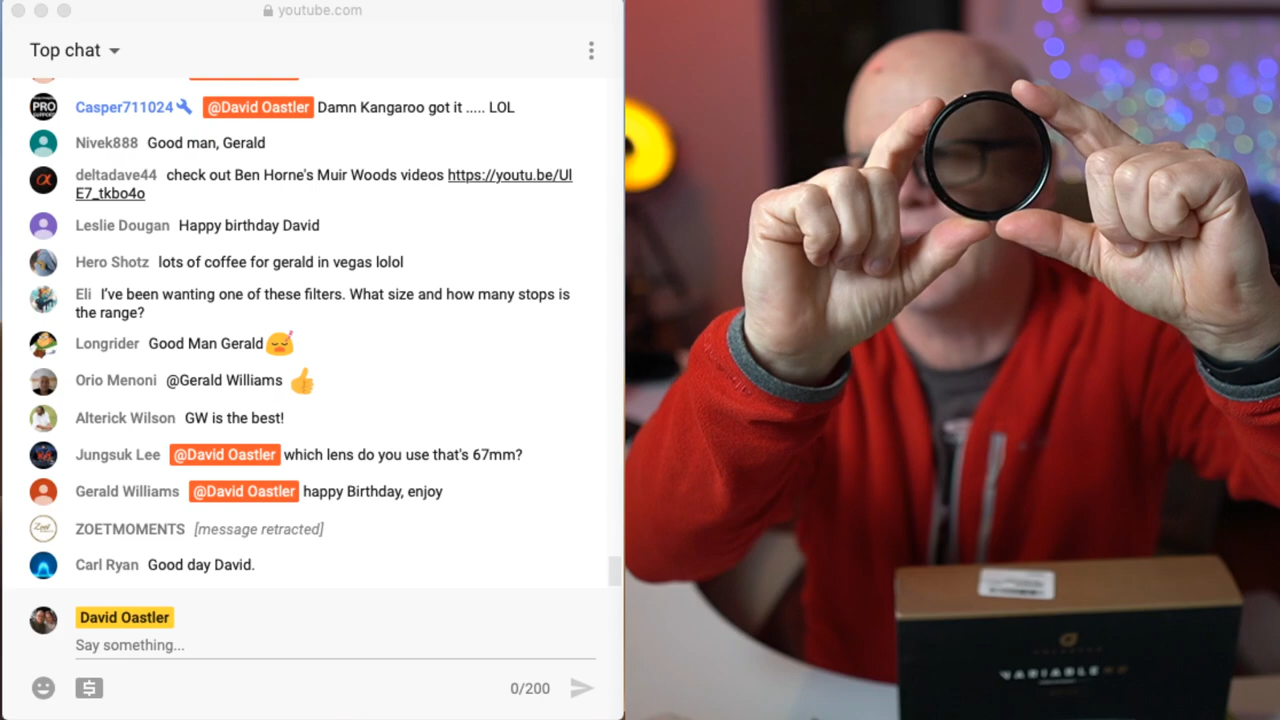 youtube.com
Top chat
Casper711024 @David Oastler Damn Kangaroo got it ..... LOL
Nivek888 Good man, Gerald
deltadave44 check out Ben Horne's Muir Woods videos https://youtu.be/Ul
E7_tkbo4o
Leslie Dougan Happy birthday David
Hero Shotz lots of coffee for gerald in vegas lolol
Eli I've been wanting one of these filters. What size and how many stops is
the range?
Longrider Good Man Gerald
Orio Menoni @Gerald Williams
Alterick Wilson GW is the best!
Jungsuk Lee @David Oastler which lens do you use that's 67mm?
Gerald Williams @David Oastler happy Birthday, enjoy
ZOETMOMENTS [message retracted]
Carl Ryan Good day David.
David Oastler
Say something...
0/200
PRO
VARIABLE ND